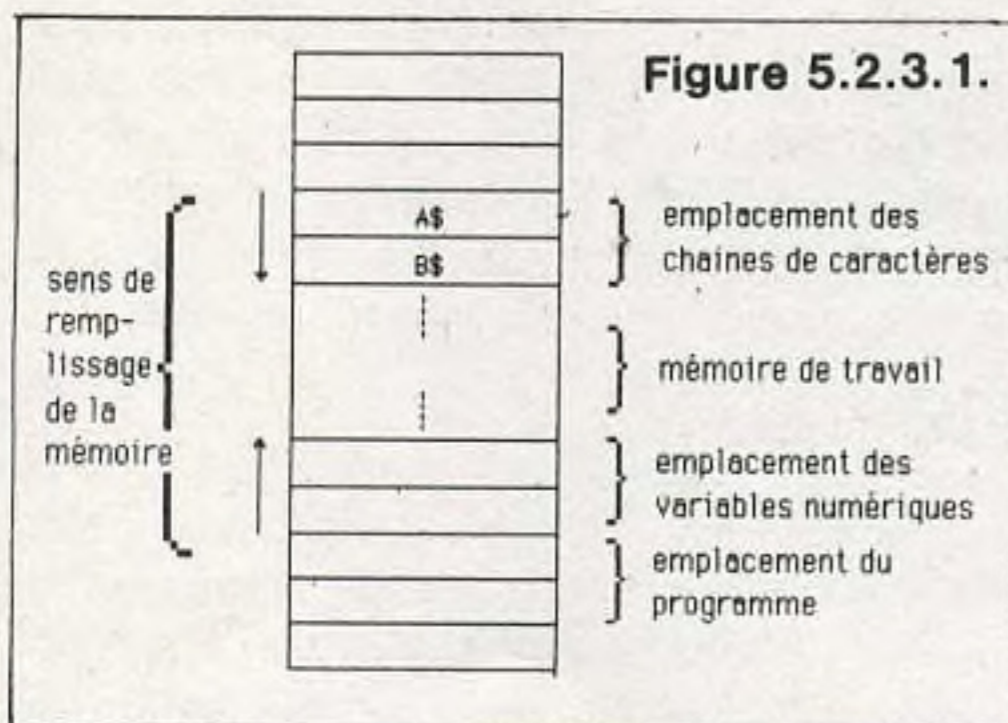 Figure 5.2.3.1.
sens de
remp-
lissage
de la
mémoire
A$
B$
emplacement des
chaines de caractères
mémoire de travail
emplacement des
variables numériques
emplacement du
programme